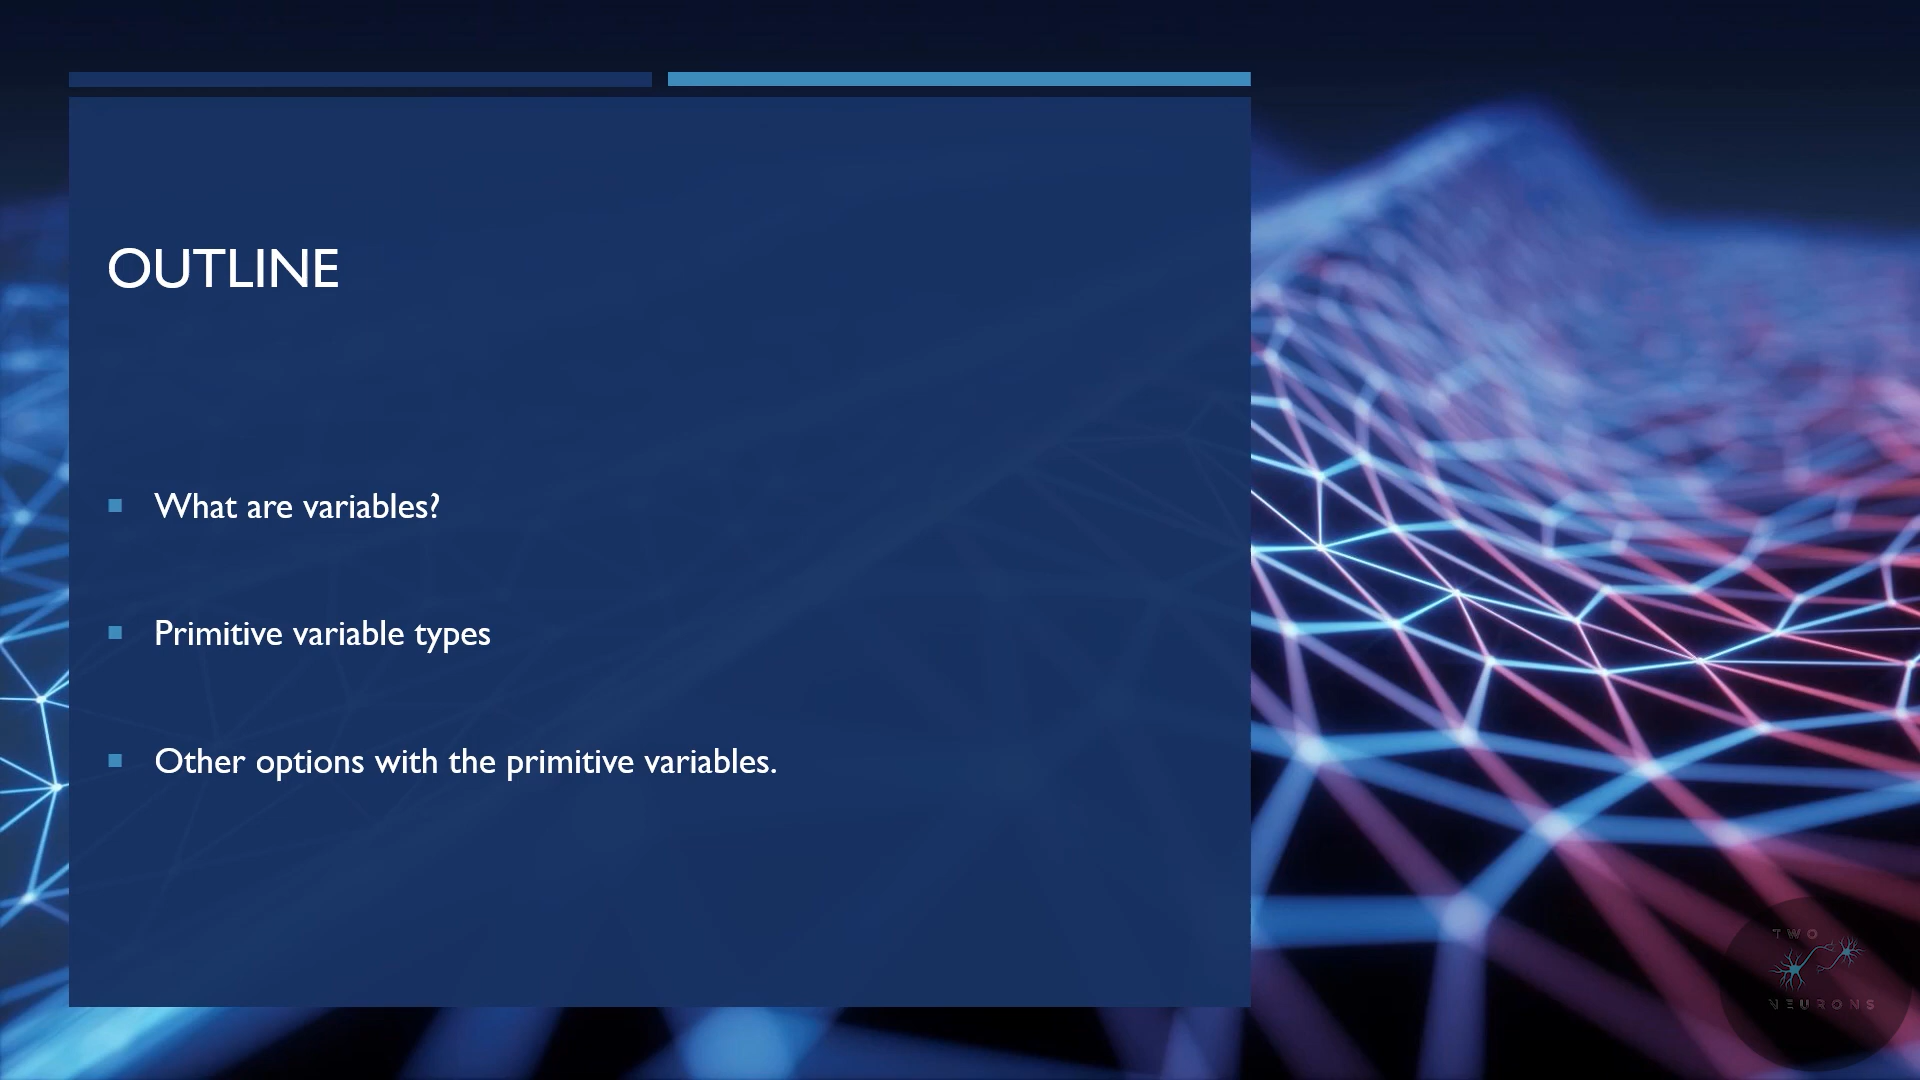 OUTLINE
What are variables?
Primitive variable types
Other options with the primitive variables.
TWO
NEURONS